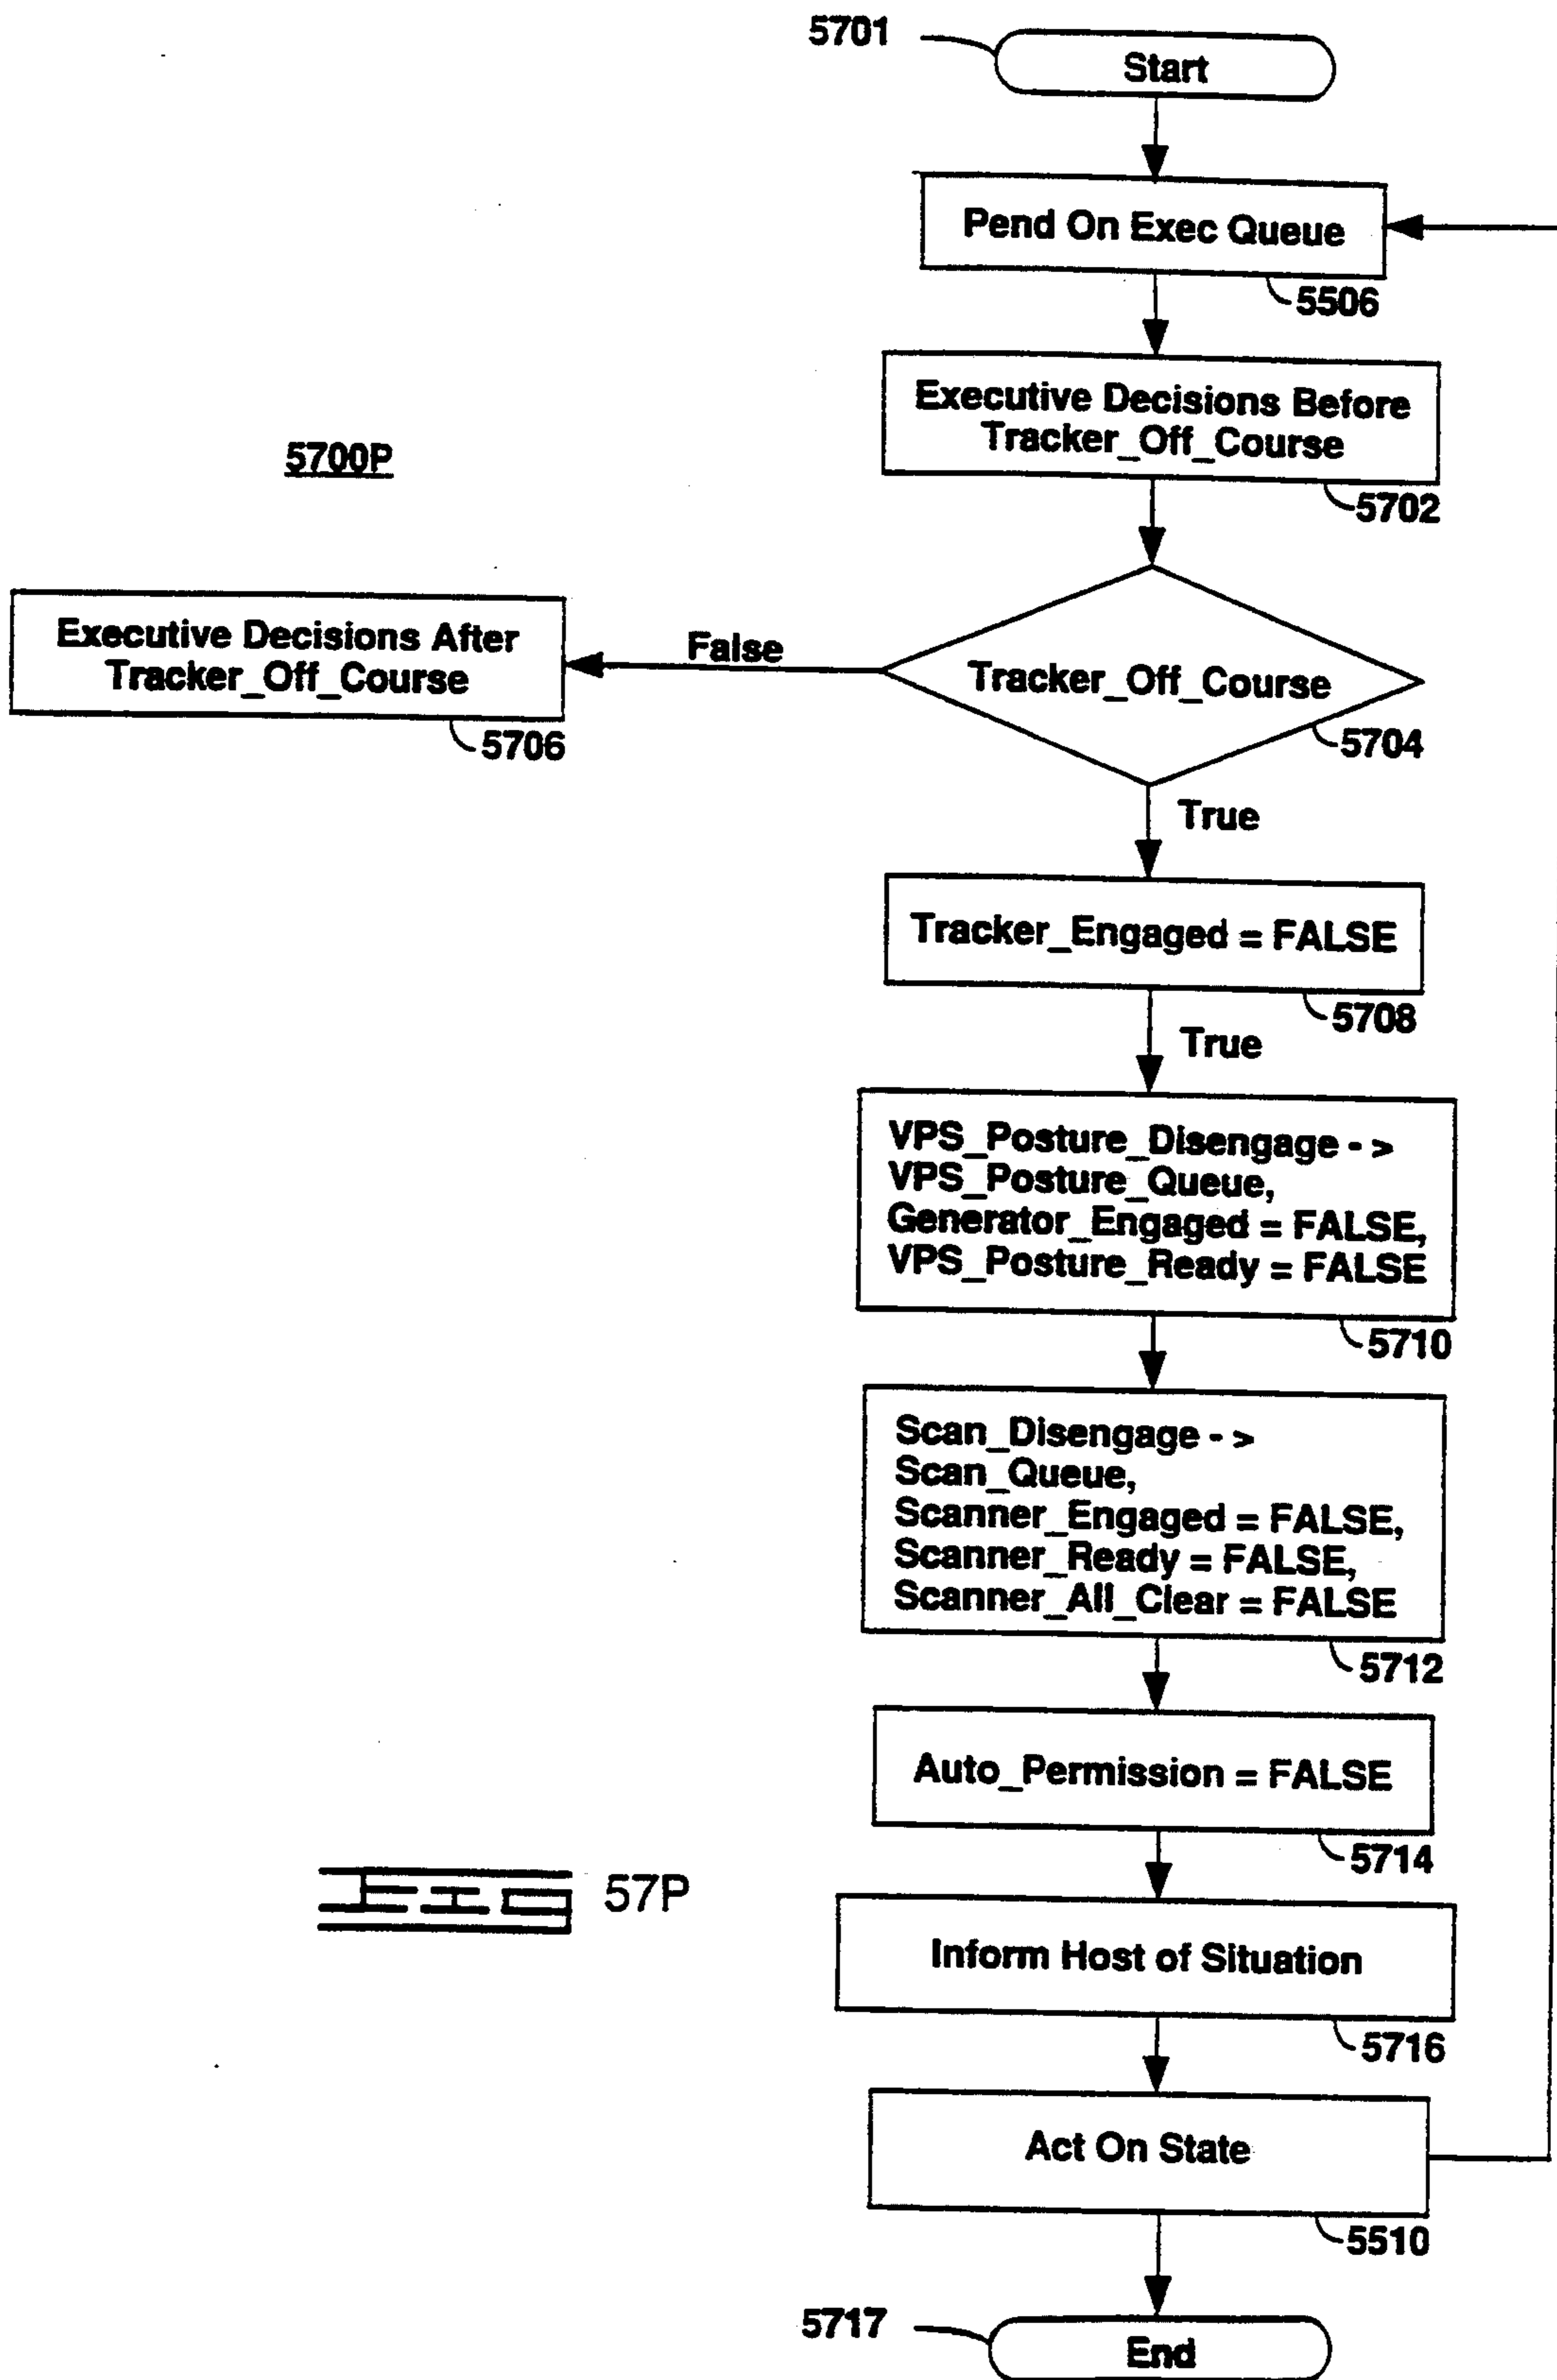 5701
Start
Pend On Exec Queue
5506
Executive Decisions Before
Tracker_Off_Course
5702
5700P
Executive Decisions After
Tracker_Off_Course
5706
False
Tracker_Off_Course
5704
True
Tracker_Engaged = FALSE
5708
True
VPS_Posture_Disengage - >
VPS_Posture_Queue,
Generator_Engaged = FALSE,
VPS_Posture_Ready = FALSE
5710
Scan_Disengage - >
Scan_Queue,
Scanner_Engaged = FALSE,
Scanner_Ready = FALSE,
Scanner_All_Clear = FALSE
5712
Auto_Permission = FALSE
5714
FIG 57P
Inform Host of Situation
5716
Act On State
5510
5717
End